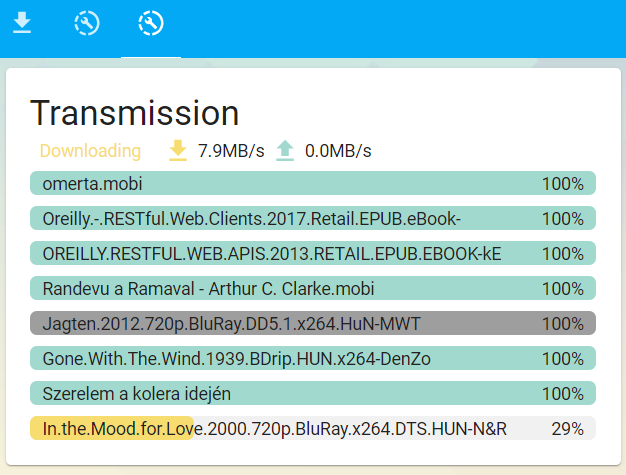 Transmission
Downloading 7.9MB/s 0.0MB/s
omerta.mobi 100%
Oreilly.-.RESTful.Web.Clients.2017.Retail.EPUB.eBook- 100%
OREILLY.RESTFUL.WEB.APIS.2013.RETAIL.EPUB.EBOOK-kE 100%
Randevu a Ramaval - Arthur C. Clarke.mobi 100%
Jagten.2012.720p.BluRay.DD5.1.x264.HuN-MWT 100%
Gone.With.The.Wind.1939.BDrip.HUN.x264-DenZo 100%
Szerelem a kolera idején 100%
In.the.Mood.for.Love.2000.720p.BluRay.x264.DTS.HUN-N&R 29%